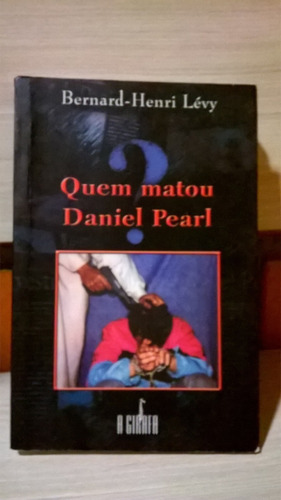 Bernard-Henri Lévy
?
Quem matou
Daniel Pearl
A GIRAFA